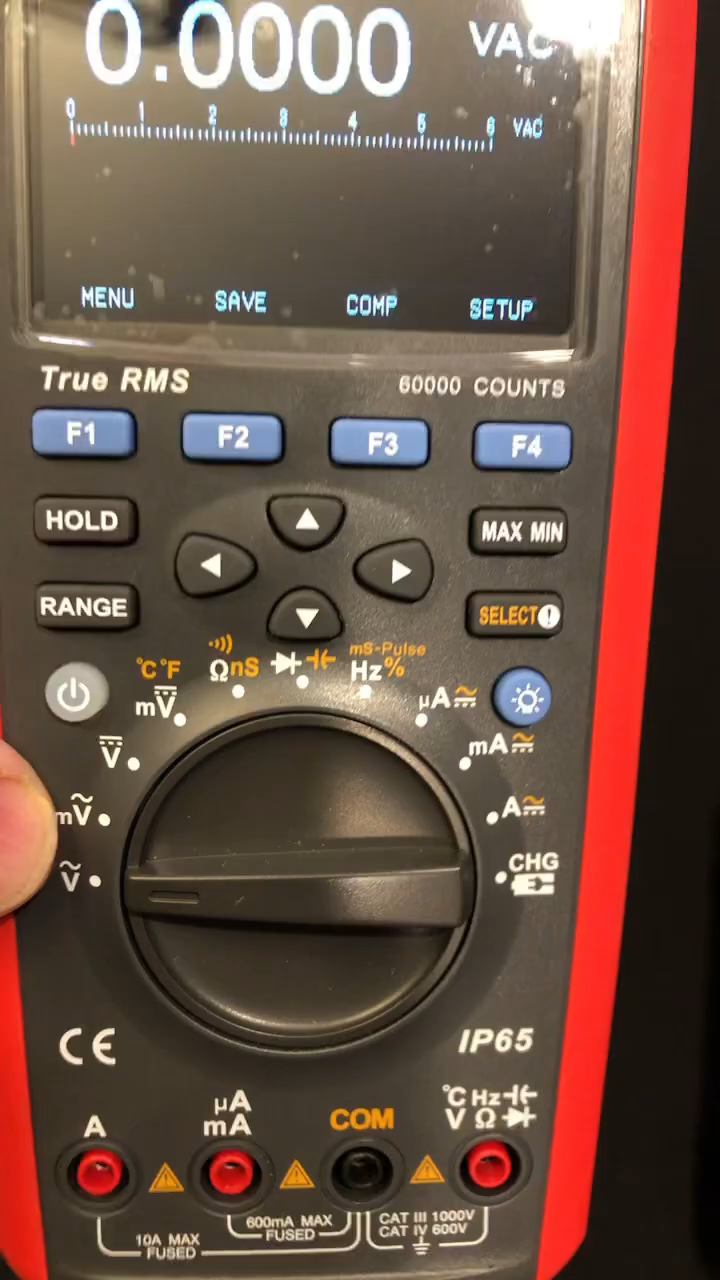 0.0000 VAC
0 1 2 3 4 5 6 VAC
MENU SAVE COMP SETUP
True RMS 60000 COUNTS
F1 F2 F3 F4
HOLD MAX MIN
RANGE SELECT
°C°F Ω nS mS-Pulse Hz%
mV μA
V mA
mV A
V CHG
CE IP65
A μA mA COM °C Hz V Ω
10A MAX FUSED 600mA MAX FUSED CAT III 1000V
CAT IV 600V